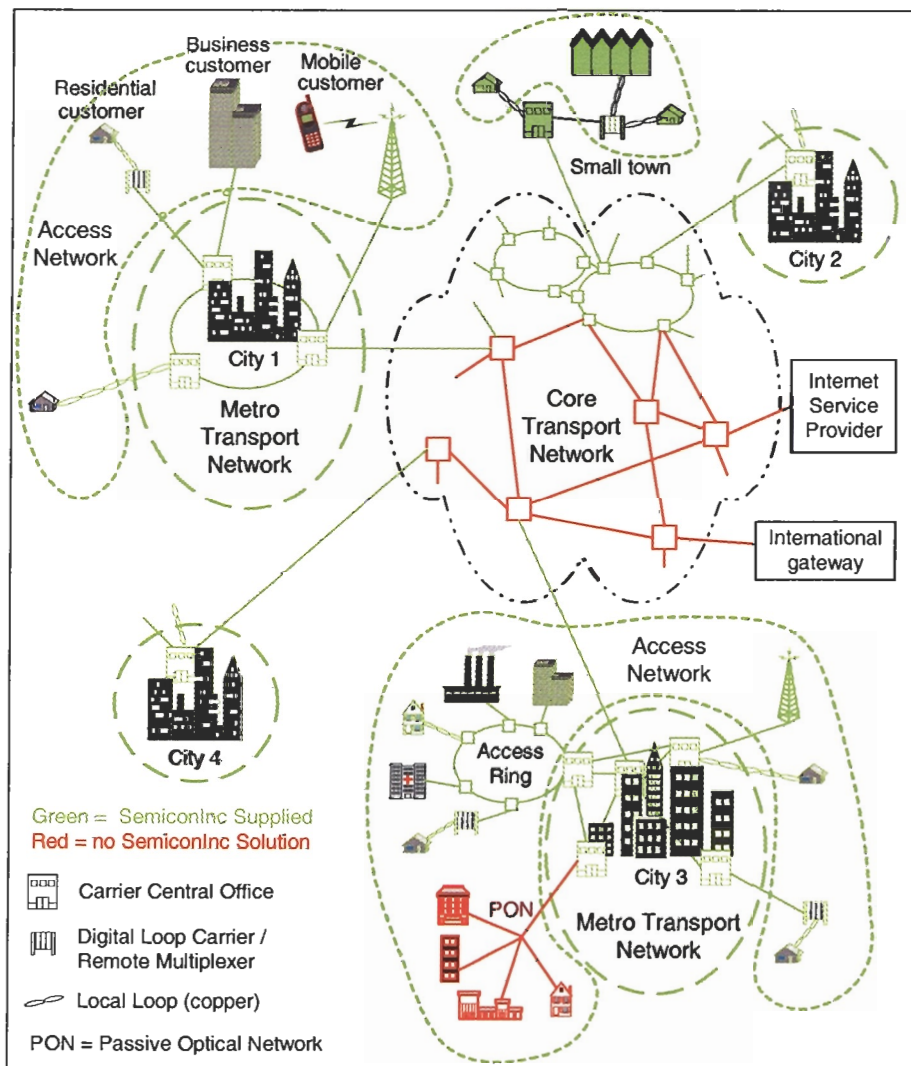 Residential
customer
Business
customer
Mobile
customer
Small town
Access
Network
City 2
City 1
Metro
Transport
Network
Core
Transport
Network
Internet
Service
Provider
International
gateway
City 4
Access
Network
Access
Ring
City 3
PON
Metro Transport
Network
Green = SemiconInc Supplied
Red = no SemiconInc Solution
Carrier Central Office
Digital Loop Carrier /
Remote Multiplexer
Local Loop (copper)
PON = Passive Optical Network